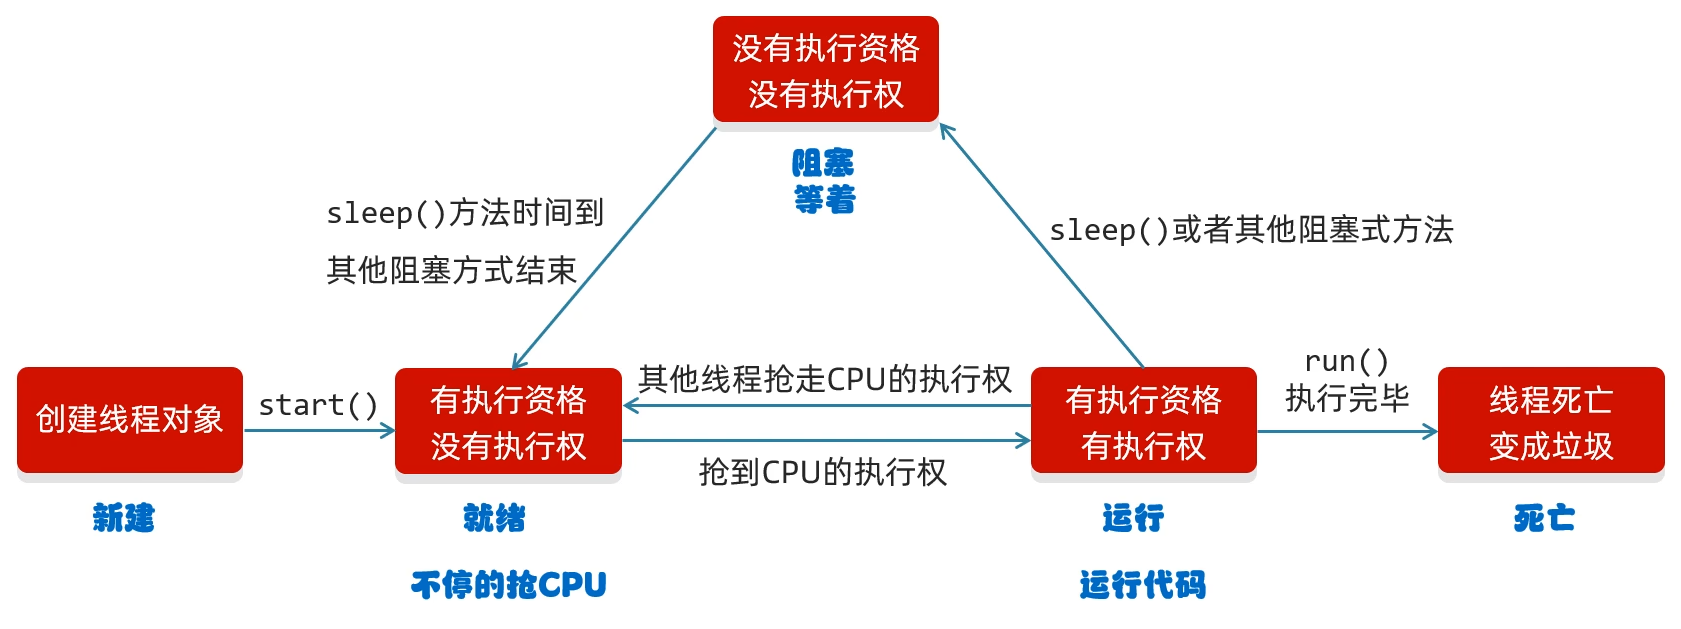 没有执行资格
没有执行权
阻塞
等着
sleep()方法时间到
其他阻塞方式结束
sleep()或者其他阻塞式方法
创建线程对象
新建
start()
有执行资格
没有执行权
就绪
不停的抢CPU
其他线程抢走CPU的执行权
抢到CPU的执行权
有执行资格
有执行权
运行
运行代码
run()
执行完毕
线程死亡
变成垃圾
死亡